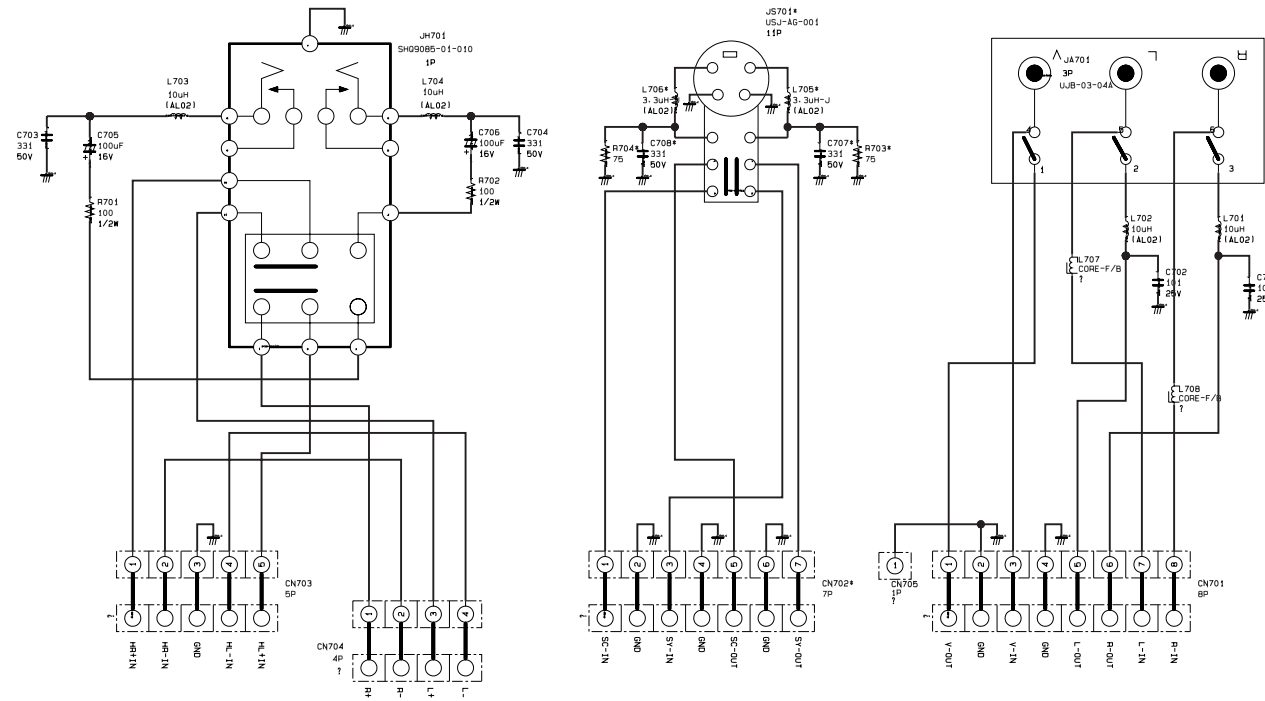 JH701
SHQ9085-01-010
1P
L703
10uH
(AL02)
L704
10uH
(AL02)
C703
331
50V
C705
100uF
16V
+
R701
100
1/2W
C706
100uF
16V
+
C704
331
50V
R702
100
1/2W
1
2
3
4
5
CN703
5P
?
HR+IN
HR-IN
GND
HL-IN
HL+IN
1
2
3
4
CN704
4P
?
R+
R-
L+
L-
JS701*
USJ-AG-001
11P
L706*
3.3uH-J
(AL02)
L705*
3.3uH-J
(AL02)
R704*
75
C708*
331
50V
C707*
331
50V
R703*
75
1
2
3
4
5
6
7
CN702*
7P
?
SC-IN
GND
SY-IN
GND
SC-OUT
GND
SY-OUT
V
L
R
JA701
3P
UJB-03-04A
4
5
6
1
2
3
L702
10uH
(AL02)
L701
10uH
(AL02)
L707
CORE-F/B
?
C702
101
25V
L708
CORE-F/B
?
1
CN705
1P
?
1
2
3
4
5
6
7
8
CN701
8P
?
V-OUT
GND
V-IN
GND
L-OUT
R-OUT
L-IN
R-IN